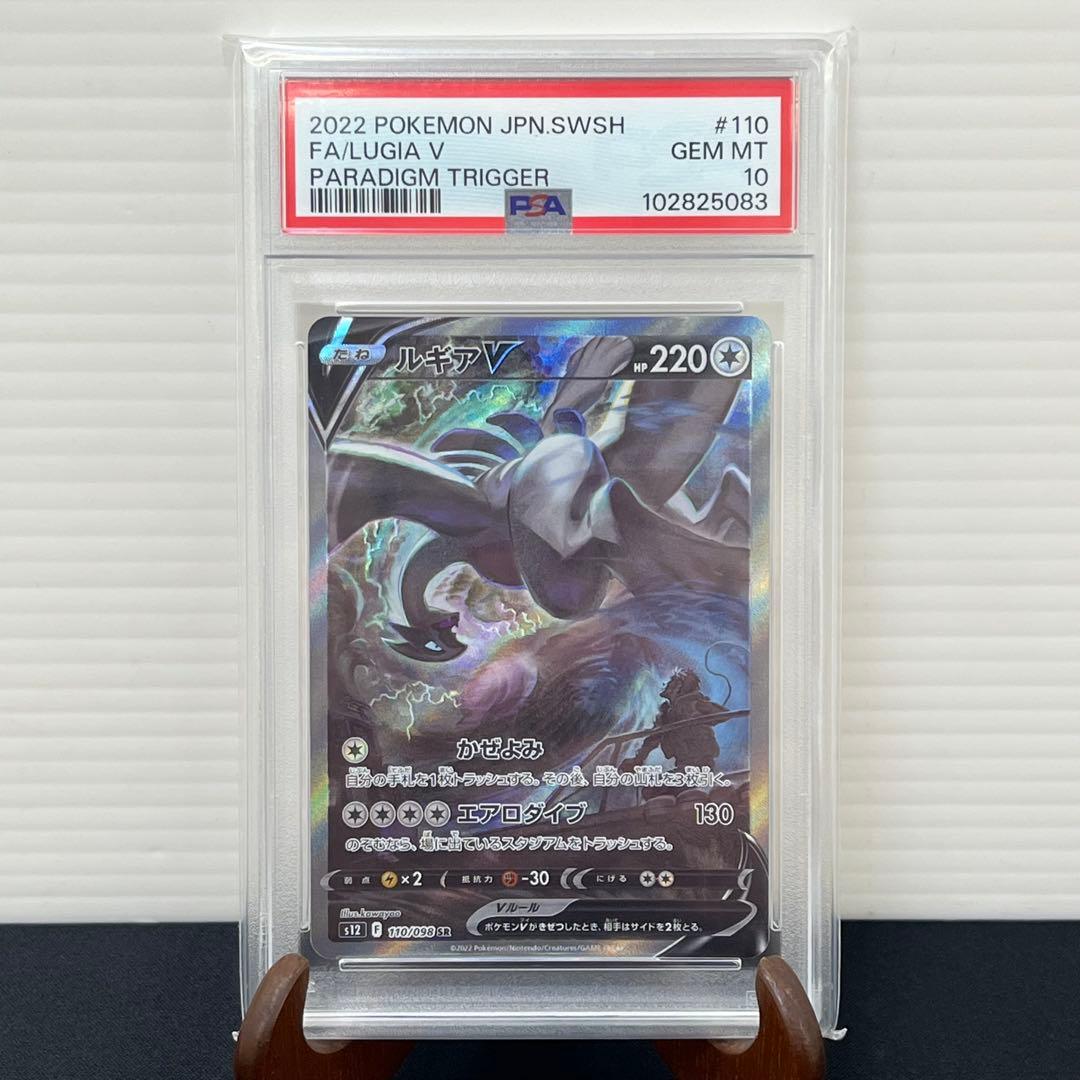 2022 POKEMON JPN.SWSH #110
FA/LUGIA V GEM MT
PARADIGM TRIGGER 10
PSA 102825083
たね ルギアV HP220
かぜよみ
自分の手札を1枚トラッシュする。その後、自分の山札を3枚引く。
エアロダイブ 130
のぞむなら、場に出ているスタジアムをトラッシュする。
弱点 ×2 抵抗力 -30 にげる
Illus.kawayoo
Vルール
ポケモンVがきぜつしたとき、相手はサイドを2枚とる。
s12 F 110/098 SR
©2022 Pokémon/Nintendo/Creatures/GAME FREAK